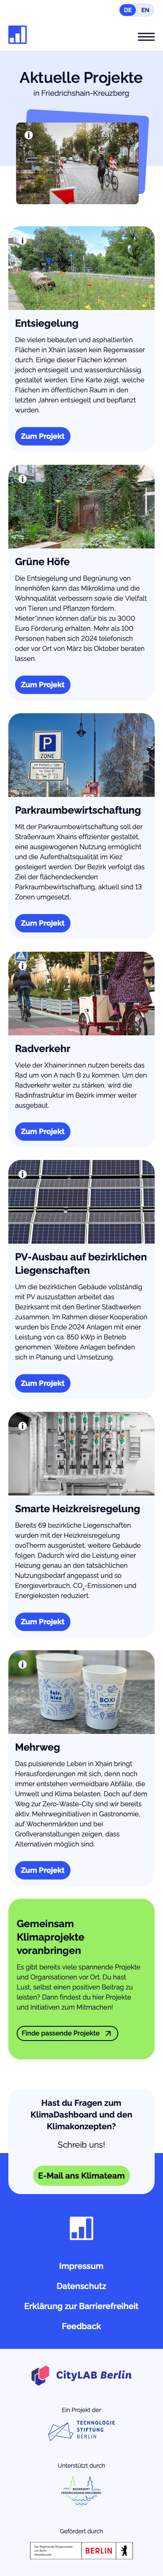 DE EN
Aktuelle Projekte
in Friedrichshain-Kreuzberg
Entsiegelung
Die vielen bebauten und asphaltierten
Flächen in Xhain lassen kein Regenwasser
durch. Einige dieser Flächen können
jedoch entsiegelt und wasserdurchlässig
gestaltet werden. Eine Karte zeigt, welche
Flächen im öffentlichen Raum in den
letzten Jahren entsiegelt und bepflanzt
wurden.
Zum Projekt
Grüne Höfe
Die Entsiegelung und Begrünung von
Innenhöfen kann das Mikroklima und die
Wohnqualität verbessern sowie die Vielfalt
von Tieren und Pflanzen fördern.
Mieter*innen können dafür bis zu 3000
Euro Förderung erhalten. Mehr als 100
Personen haben sich 2024 telefonisch
oder vor Ort von März bis Oktober beraten
lassen.
Zum Projekt
P
ZONE
Parkraumbewirtschaftung
Mit der Parkraumbewirtschaftung soll der
Straßenraum Xhains effizienter gestaltet,
eine ausgewogene Nutzung ermöglicht
und die Aufenthaltsqualität im Kiez
gesteigert werden. Der Bezirk verfolgt das
Ziel der flächendeckenden
Parkraumbewirtschaftung, aktuell sind 13
Zonen umgesetzt.
Zum Projekt
Radverkehr
Viele der Xhainer:innen nutzen bereits das
Rad um von A nach B zu kommen. Um den
Radverkehr weiter zu stärken, wird die
Radinfrastruktur im Bezirk immer weiter
ausgebaut.
Zum Projekt
PV-Ausbau auf bezirklichen
Liegenschaften
Um die bezirklichen Gebäude vollständig
mit PV auszustatten arbeitet das
Bezirksamt mit den Berliner Stadtwerken
zusammen. Im Rahmen dieser Kooperation
wurden bis Ende 2024 Anlagen mit einer
Leistung von ca. 850 kWp in Betrieb
genommen. Weitere Anlagen befinden
sich in Planung und Umsetzung.
Zum Projekt
Smarte Heizkreisregelung
Bereits 69 bezirkliche Liegenschaften
wurden mit der Heizkreisregelung
ovoTherm ausgerüstet, weitere Gebäude
folgen. Dadurch wird die Leistung einer
Heizung genau an den tatsächlichen
Nutzungsbedarf angepasst und so
Energieverbrauch, CO2-Emissionen und
Energiekosten reduziert.
Zum Projekt
fair.
kiez
BOXI
Mehrweg
Das pulsierende Leben in Xhain bringt
Herausforderungen mit sich, denn noch
immer entstehen vermeidbare Abfälle, die
Umwelt und Klima belasten. Doch auf dem
Weg zur Zero-Waste-City sind wir bereits
aktiv. Mehrweginitiativen in Gastronomie,
auf Wochenmärkten und bei
Großveranstaltungen zeigen, dass
Alternativen möglich sind.
Zum Projekt
Gemeinsam
Klimaprojekte
voranbringen
Es gibt bereits viele spannende Projekte
und Organisationen vor Ort. Du hast
Lust, selbst einen positiven Beitrag zu
leisten? Dann findest du hier Projekte
und Initiativen zum Mitmachen!
Finde passende Projekte
Hast du Fragen zum
KlimaDashboard und den
Klimakonzepten?
Schreib uns!
E-Mail ans Klimateam
Impressum
Datenschutz
Erklärung zur Barrierefreiheit
Feedback
CityLAB Berlin
Ein Projekt der
TECHNOLOGIE
STIFTUNG
BERLIN
Unterstützt durch
Gefördert durch
BERLIN